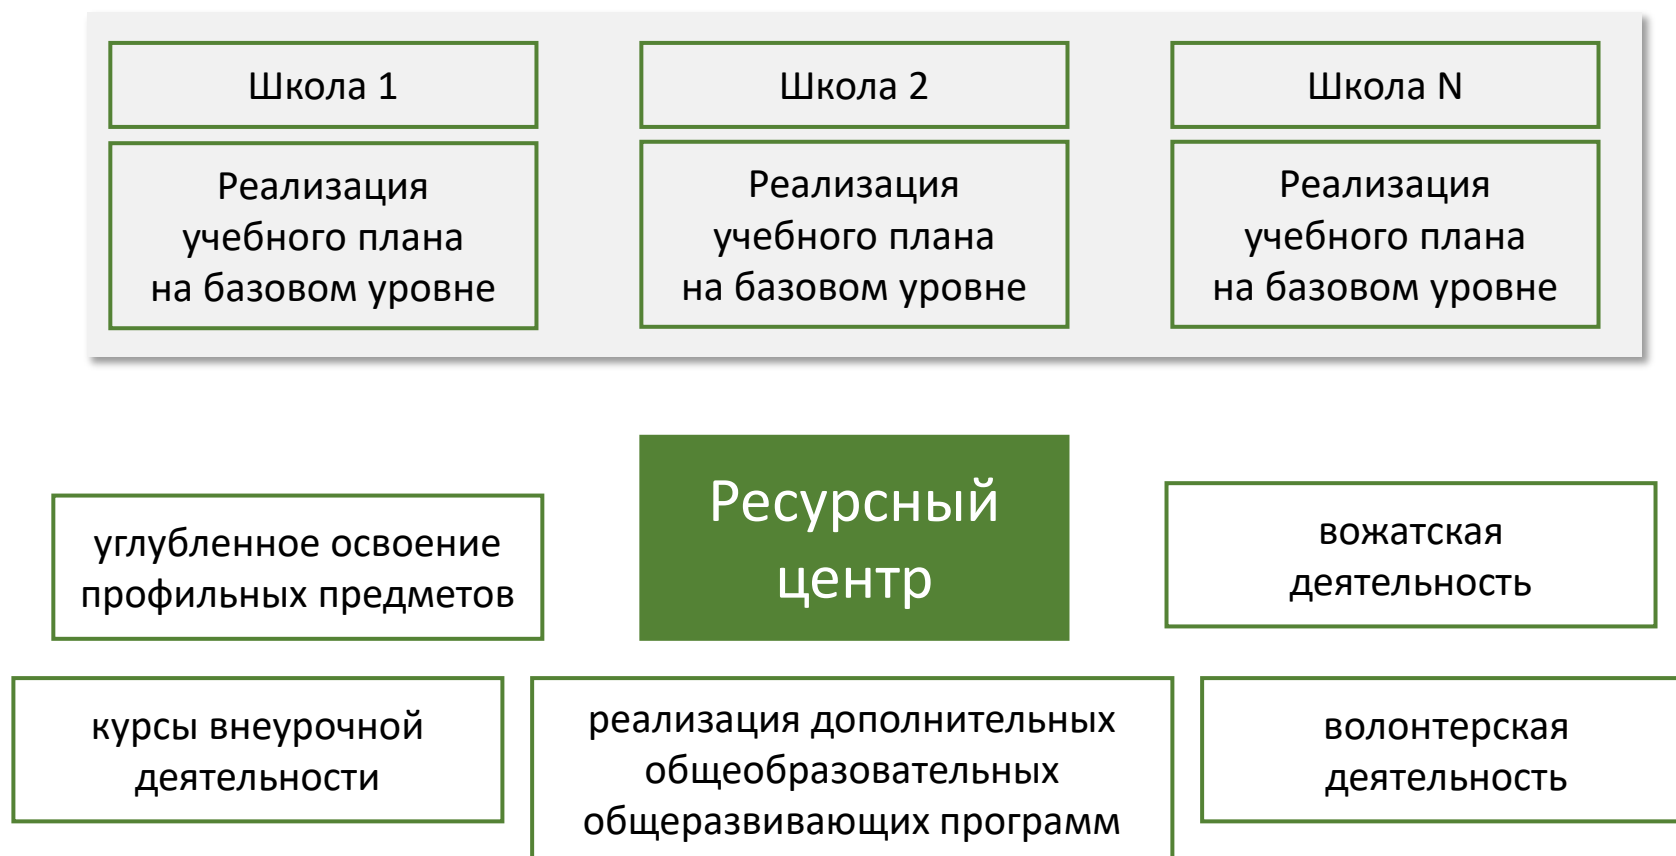 Школа 1
Реализация
учебного плана
на базовом уровне
Школа 2
Реализация
учебного плана
на базовом уровне
Школа N
Реализация
учебного плана
на базовом уровне
Ресурсный
центр
углубленное освоение
профильных предметов
вожатская
деятельность
курсы внеурочной
деятельности
реализация дополнительных
общеобразовательных
общеразвивающих программ
волонтерская
деятельность